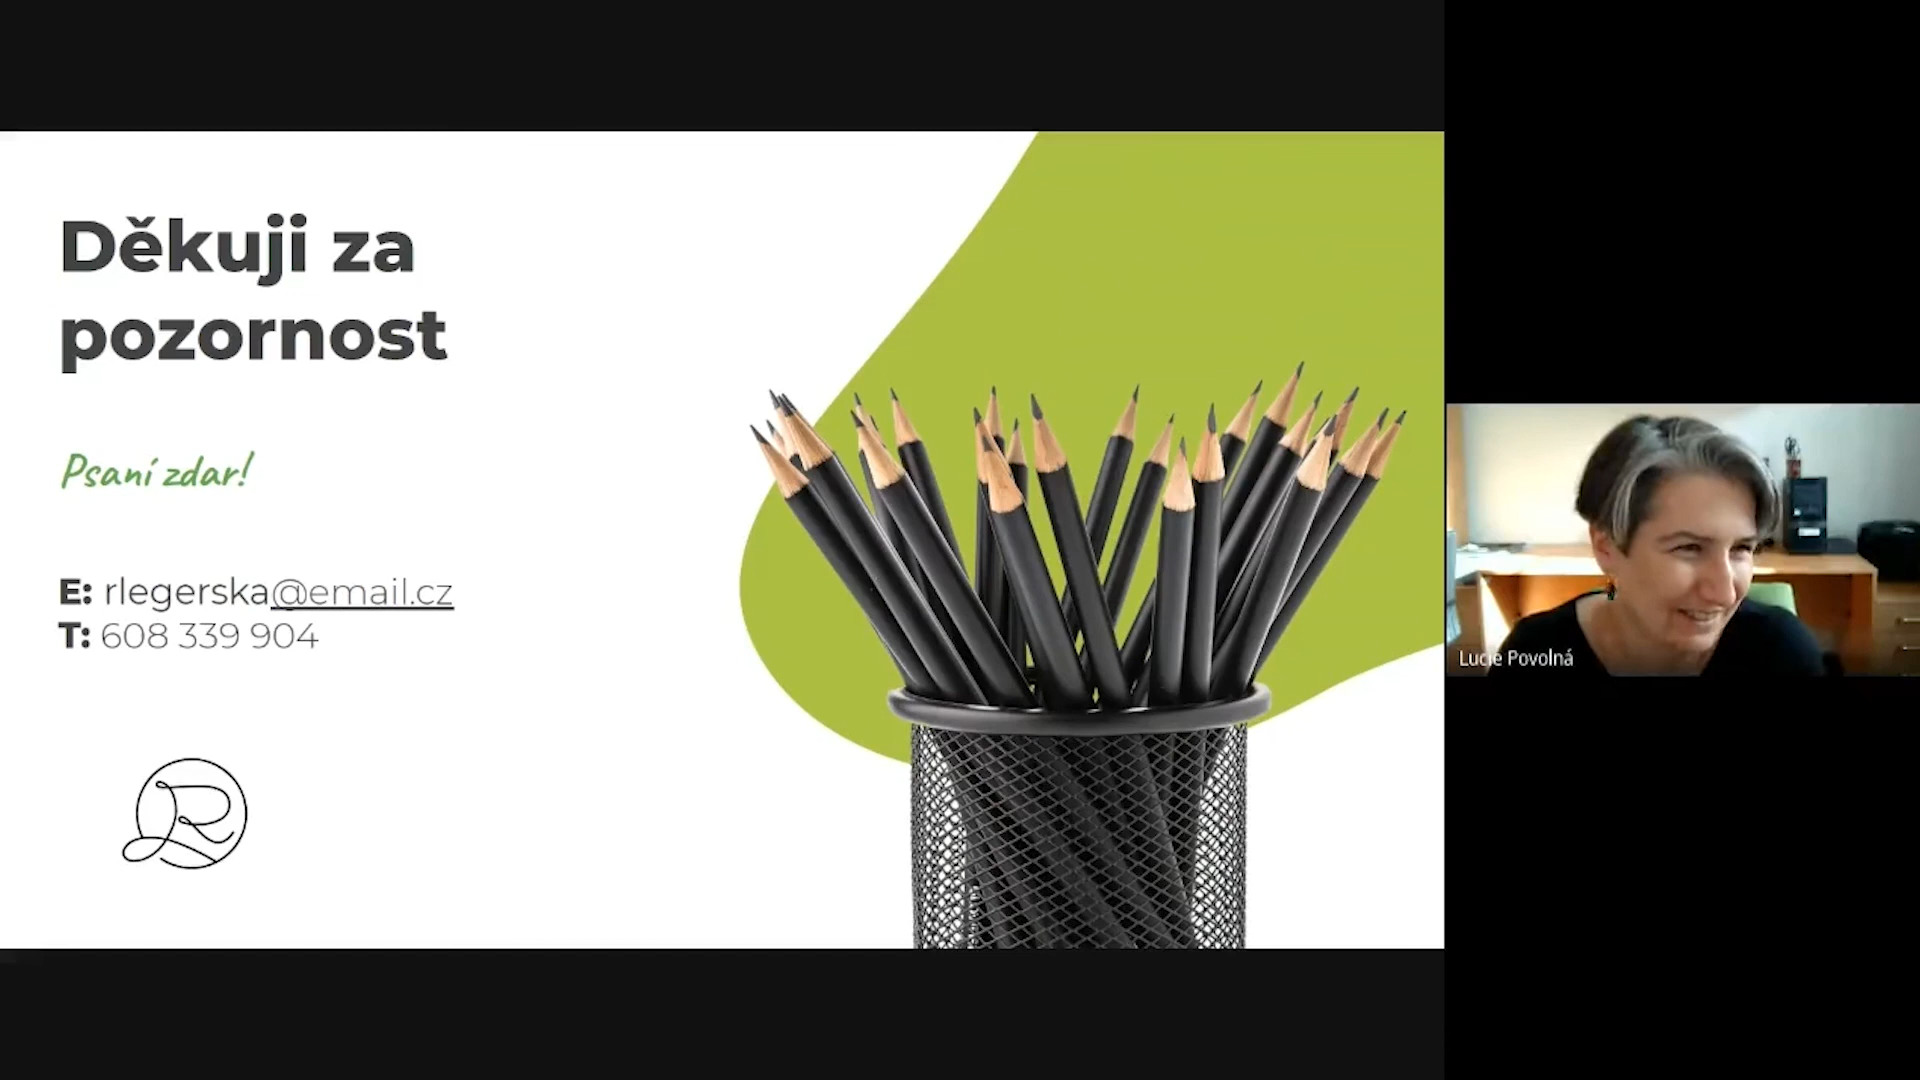 Děkuji za
pozornost
Psaní zdar!
E: rlegerska@email.cz
T: 608 339 904
Lucie Povolná